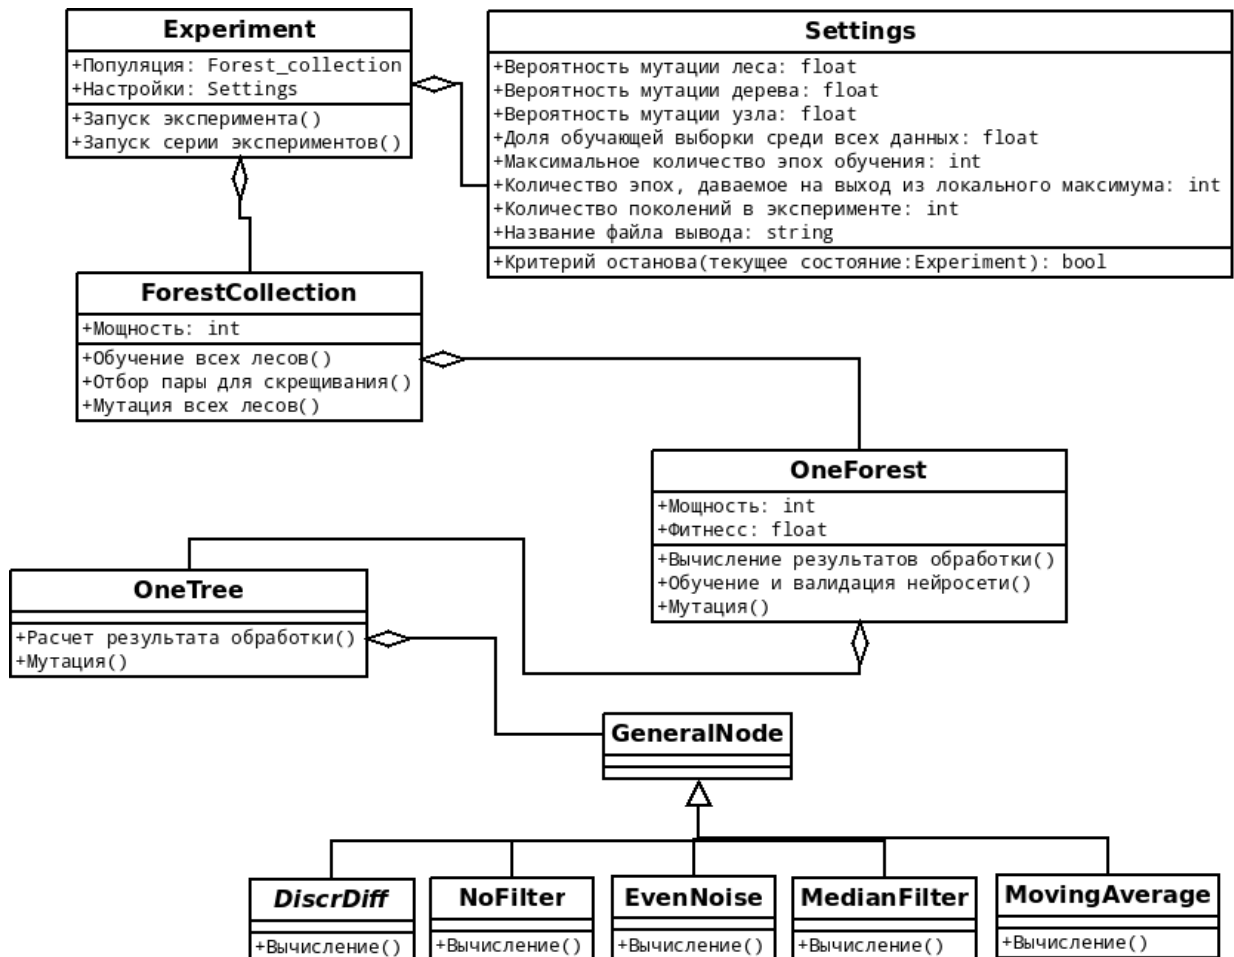 Experiment
+Популяция: Forest_collection
+Настройки: Settings
+Запуск эксперимента()
+Запуск серии экспериментов()
Settings
+Вероятность мутации леса: float
+Вероятность мутации дерева: float
+Вероятность мутации узла: float
+Доля обучающей выборки среди всех данных: float
+Максимальное количество эпох обучения: int
+Количество эпох, даваемое на выход из локального максимума: int
+Количество поколений в эксперименте: int
+Название файла вывода: string
+Критерий останова(текущее состояние:Experiment): bool
ForestCollection
+Мощность: int
+Обучение всех лесов()
+Отбор пары для скрещивания()
+Мутация всех лесов()
OneForest
+Мощность: int
+Фитнесс: float
+Вычисление результатов обработки()
+Обучение и валидация нейросети()
+Мутация()
OneTree
+Расчет результата обработки()
+Мутация()
GeneralNode
DiscrDiff
+Вычисление()
NoFilter
+Вычисление()
EvenNoise
+Вычисление()
MedianFilter
+Вычисление()
MovingAverage
+Вычисление()